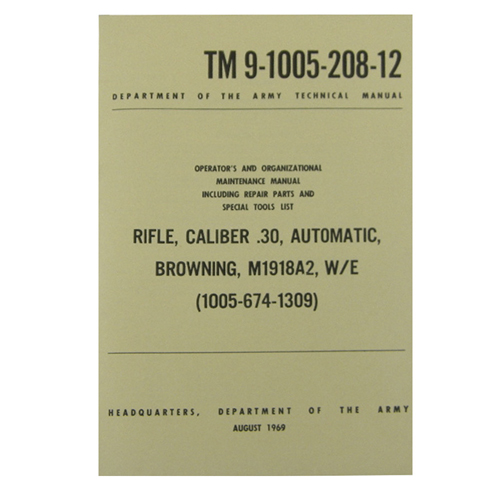 TM 9-1005-208-12
DEPARTMENT OF THE ARMY TECHNICAL MANUAL
OPERATOR'S AND ORGANIZATIONAL
MAINTENANCE MANUAL
INCLUDING REPAIR PARTS AND
SPECIAL TOOLS LIST
RIFLE, CALIBER .30, AUTOMATIC,
BROWNING, M1918A2, W/E
(1005-674-1309)
HEADQUARTERS, DEPARTMENT OF THE ARMY
AUGUST 1969